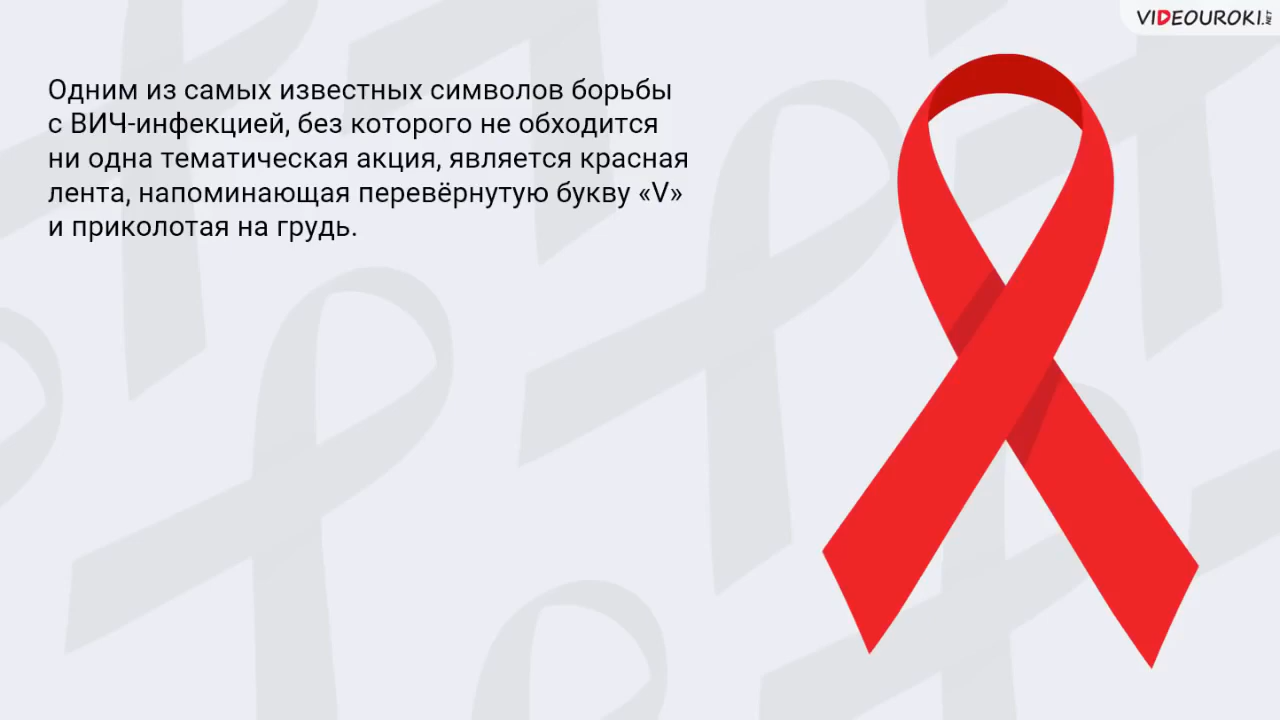 VIDEOUROKI.NET
Одним из самых известных символов борьбы
с ВИЧ-инфекцией, без которого не обходится
ни одна тематическая акция, является красная
лента, напоминающая перевёрнутую букву «V»
и приколотая на грудь.